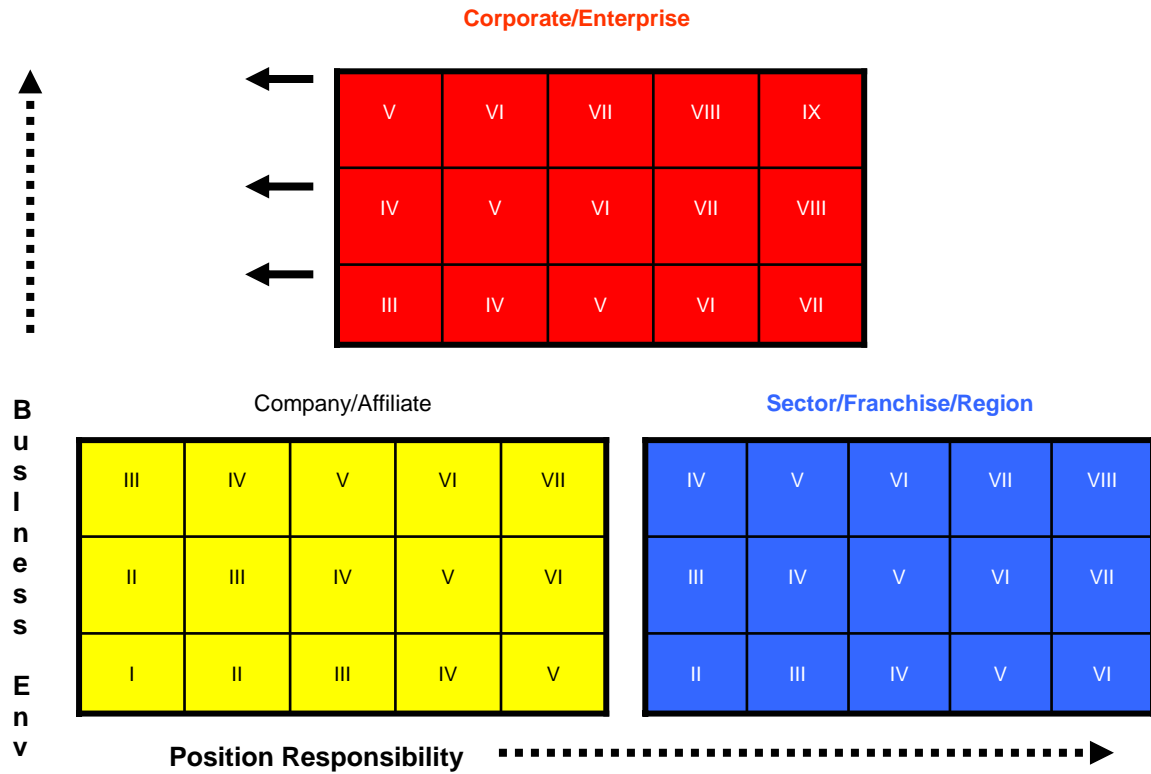 Corporate/Enterprise
V VI VII VIII IX
IV V VI VII VIII
III IV V VI VII
BusIness Env
Company/Affiliate
III IV V VI VII
II III IV V VI
I II III IV V
Sector/Franchise/Region
IV V VI VII VIII
III IV V VI VII
II III IV V VI
Position Responsibility